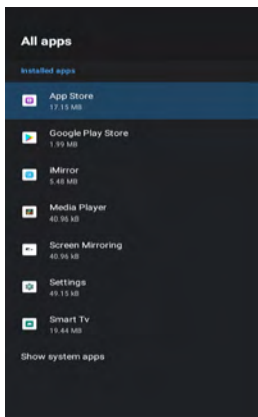 All apps
Installed apps
App Store
17.15 MB
Google Play Store
1.99 MB
iMirror
5.48 MB
Media Player
40.96 kB
Screen Mirroring
40.96 kB
Settings
49.15 kB
Smart Tv
19.44 MB
Show system apps